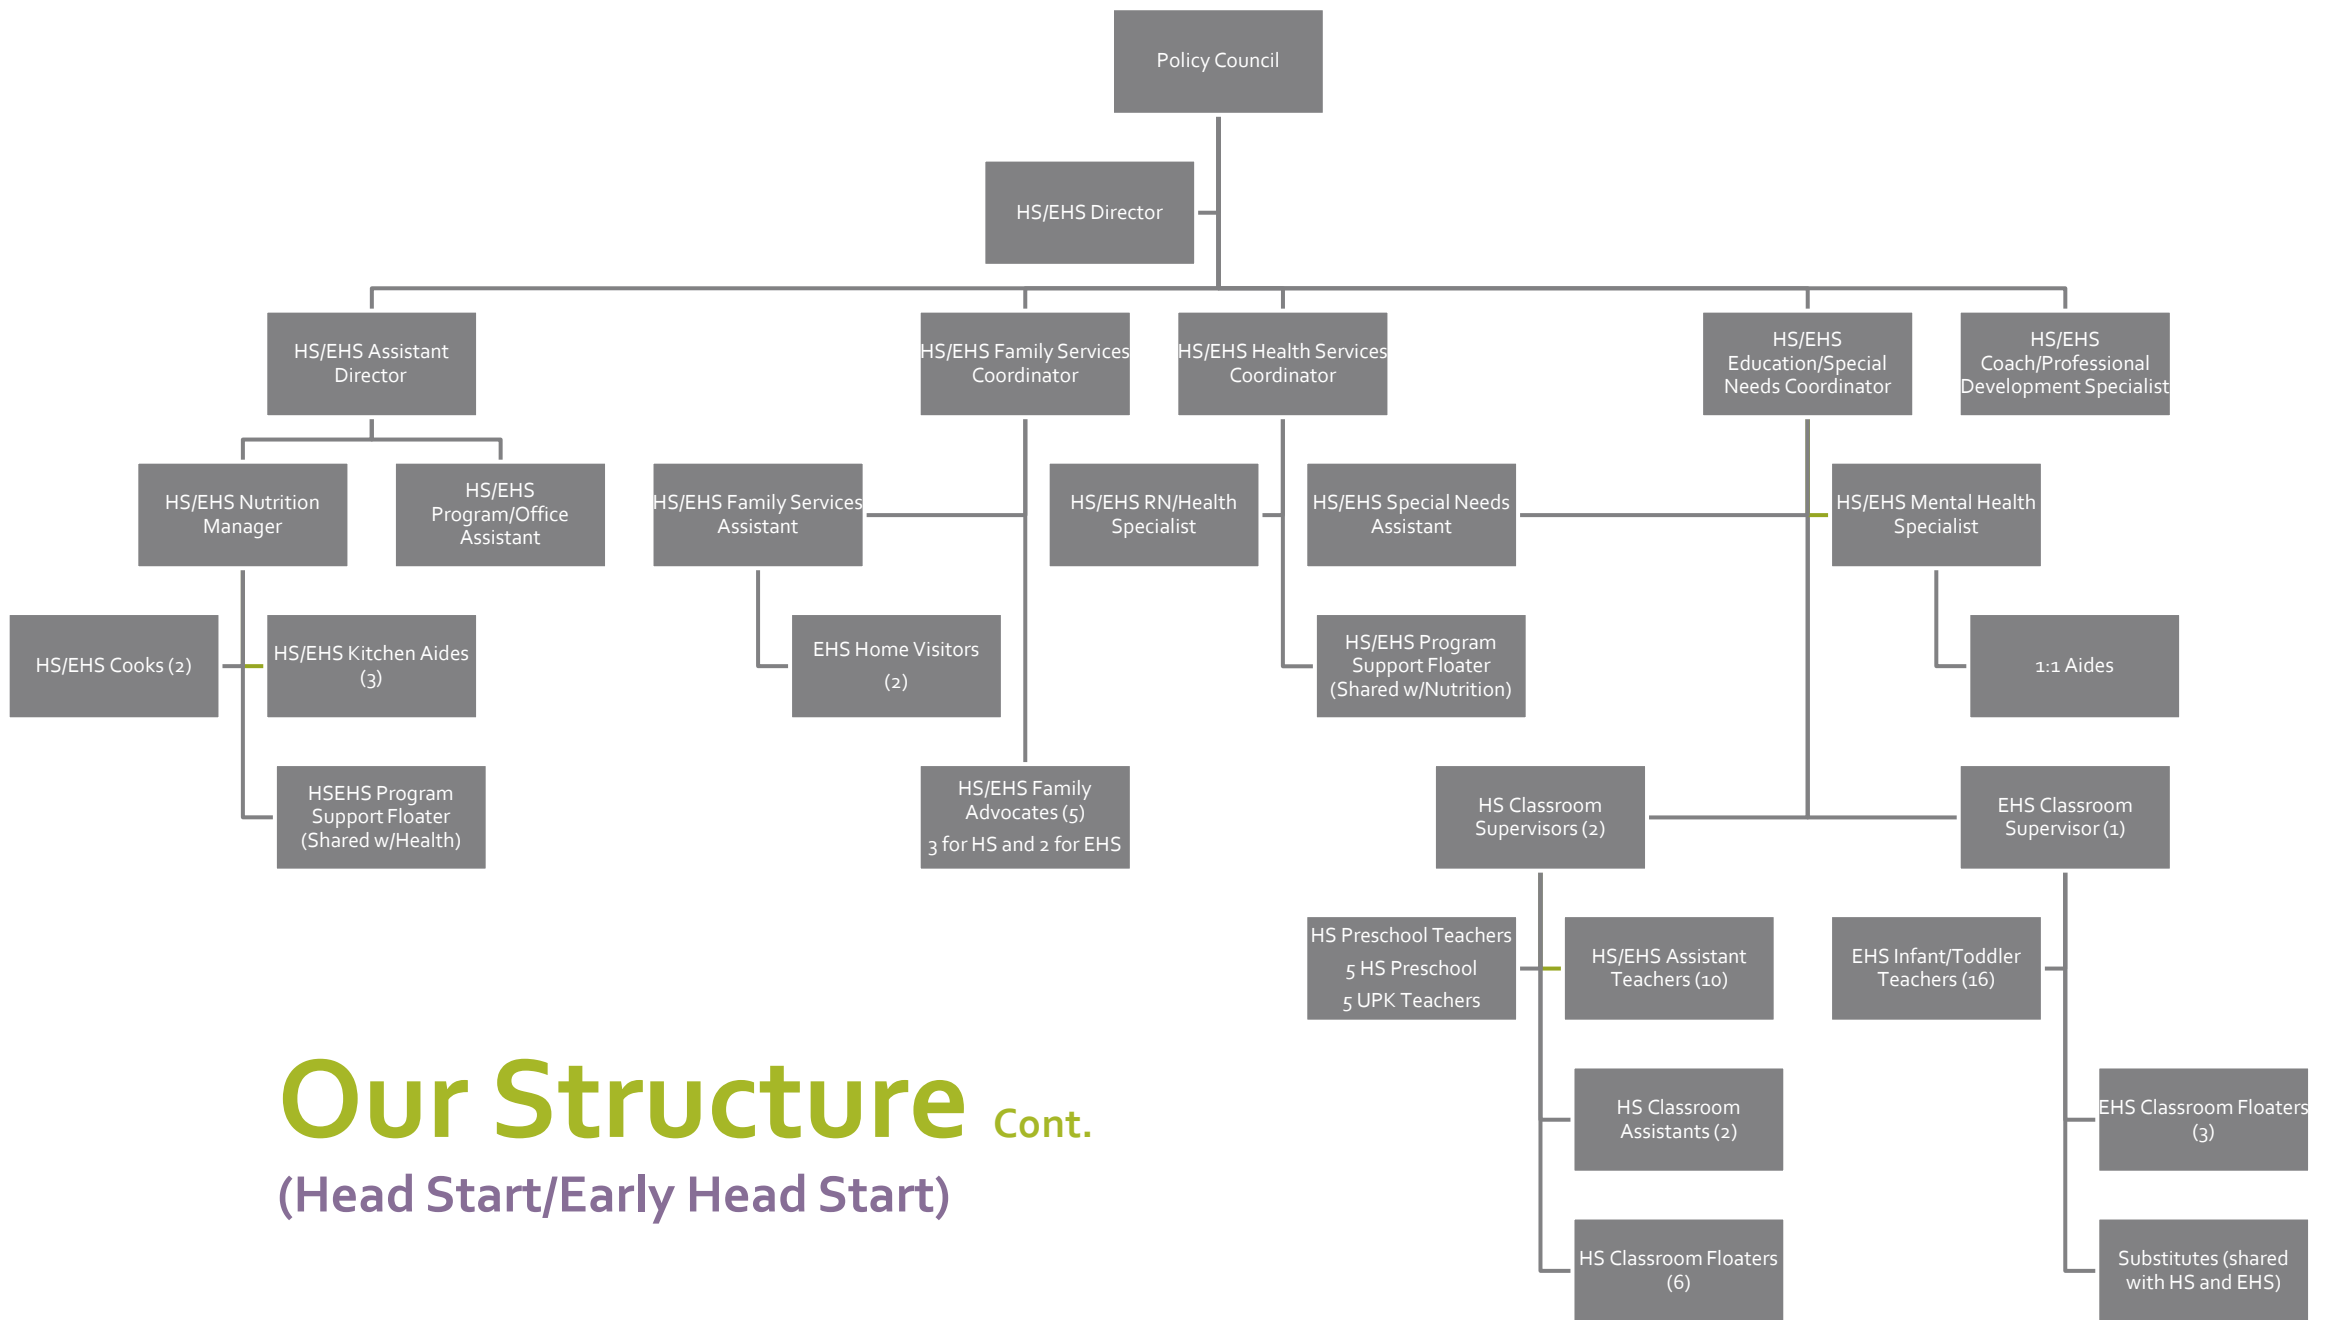 Policy Council
HS/EHS Director
HS/EHS Assistant
Director
HS/EHS Family Services
Coordinator
HS/EHS Health Services
Coordinator
HS/EHS
Education/Special
Needs Coordinator
HS/EHS
Coach/Professional
Development Specialist
HS/EHS Nutrition
Manager
HS/EHS
Program/Office
Assistant
HS/EHS Family Services
Assistant
HS/EHS RN/Health
Specialist
HS/EHS Special Needs
Assistant
HS/EHS Mental Health
Specialist
HS/EHS Cooks (2)
HS/EHS Kitchen Aides
(3)
EHS Home Visitors
(2)
HS/EHS Program
Support Floater
(Shared w/Nutrition)
1:1 Aides
HSEHS Program
Support Floater
(Shared w/Health)
HS/EHS Family
Advocates (5)
3 for HS and 2 for EHS
HS Classroom
Supervisors (2)
EHS Classroom
Supervisor (1)
HS Preschool Teachers
5 HS Preschool
5 UPK Teachers
HS/EHS Assistant
Teachers (10)
EHS Infant/Toddler
Teachers (16)
HS Classroom
Assistants (2)
EHS Classroom Floaters
(3)
HS Classroom Floaters
(6)
Substitutes (shared
with HS and EHS)
Our Structure Cont.
(Head Start/Early Head Start)